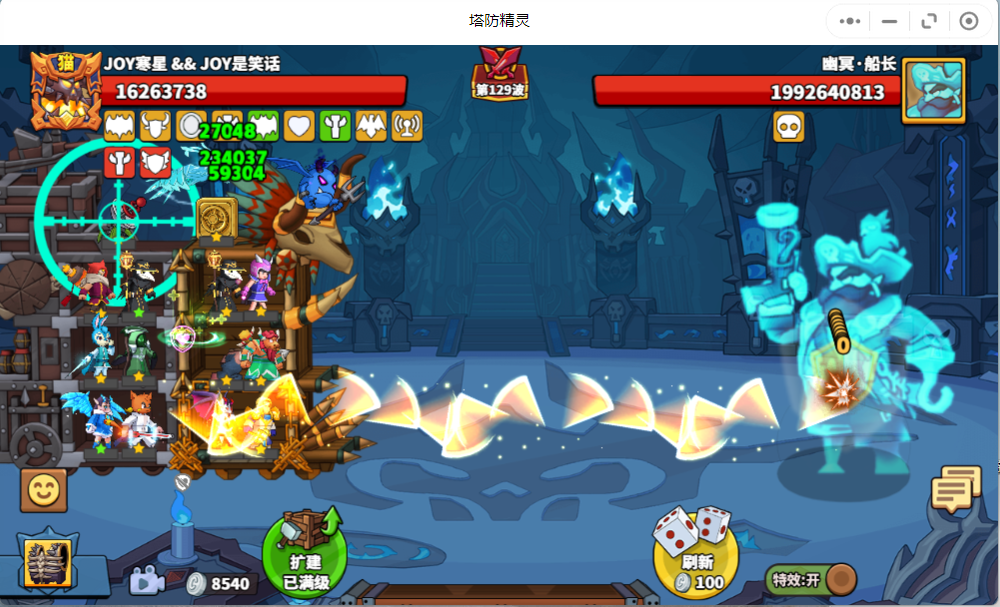 塔防精灵
猫
JOY寒星 && JOY是笑话
16263738
第129波
幽冥·船长
1992640813
27048
234037
59304
0
扩建
已满级
8540
刷新
100
特效:开